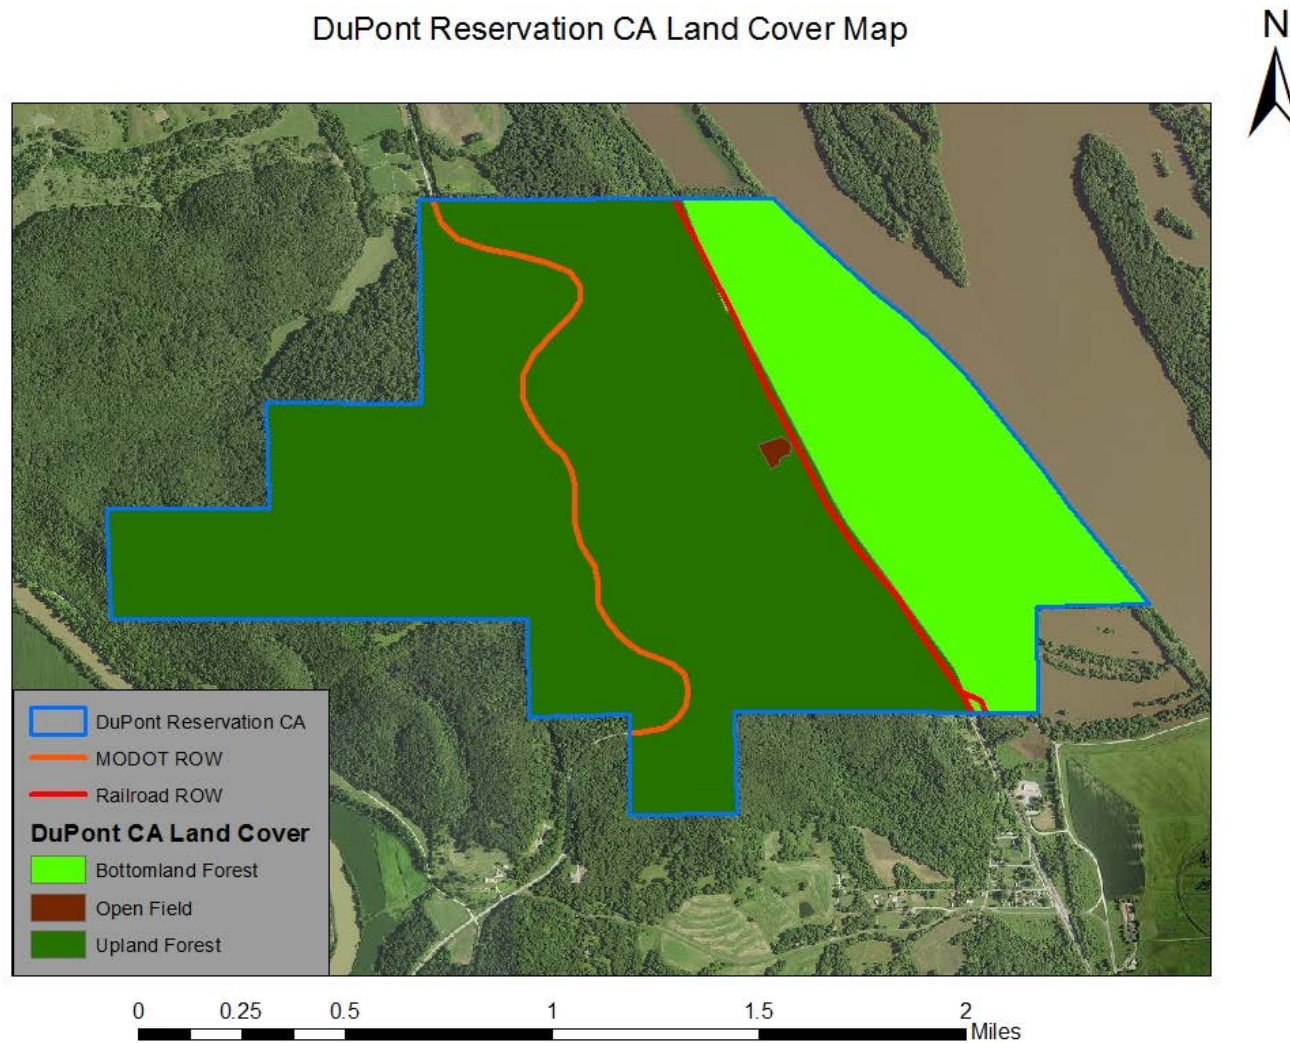 DuPont Reservation CA Land Cover Map
N
DuPont Reservation CA
MODOT ROW
Railroad ROW
DuPont CA Land Cover
Bottomland Forest
Open Field
Upland Forest
0 0.25 0.5 1 1.5 2
Miles